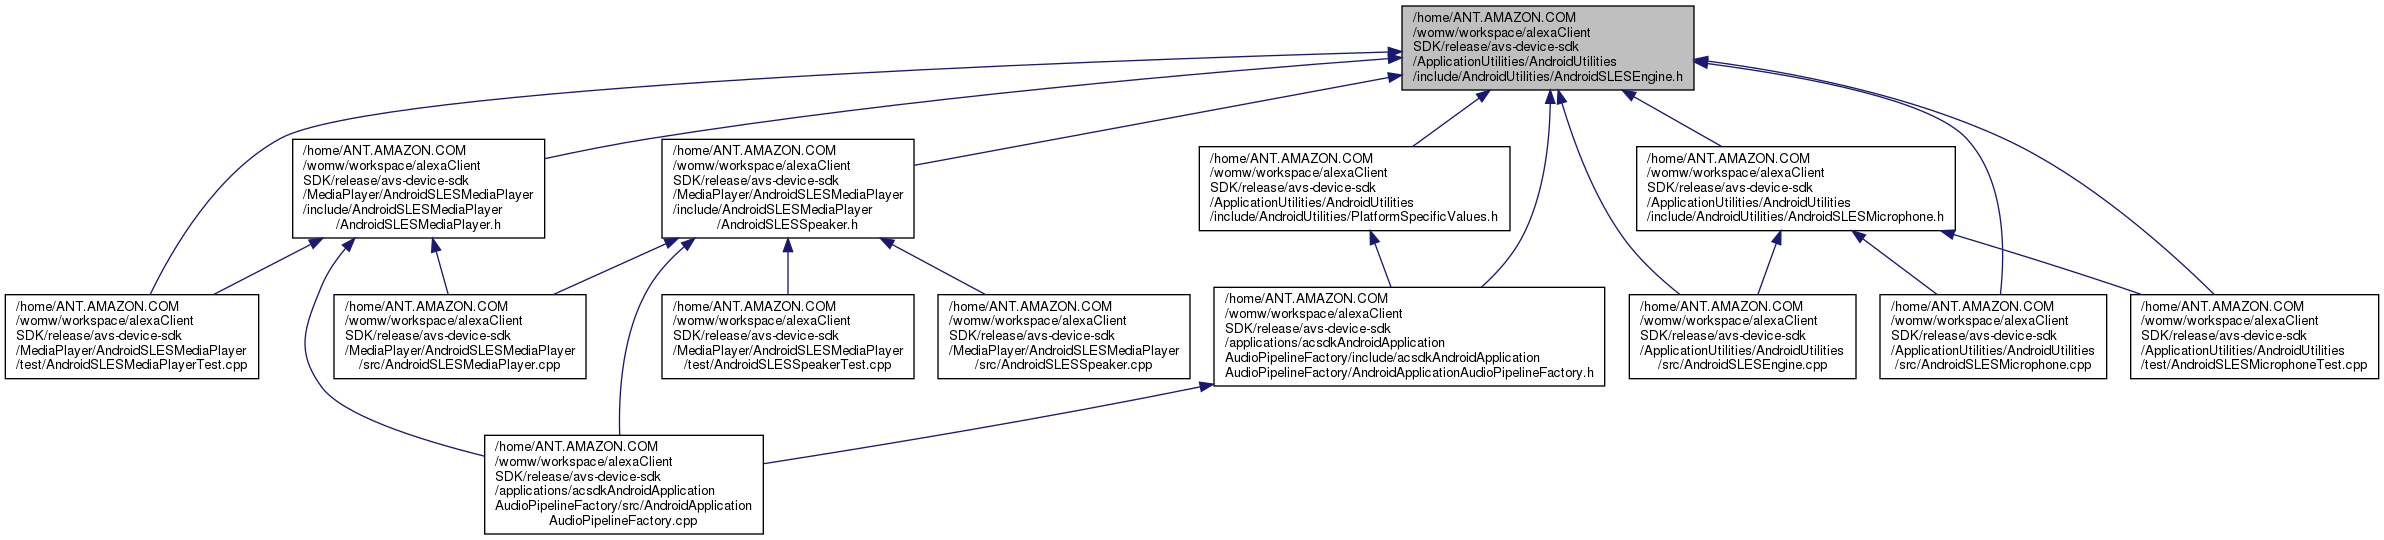 /home/ANT.AMAZON.COM
/womw/workspace/alexaClient
SDK/release/avs-device-sdk
/ApplicationUtilities/AndroidUtilities
/include/AndroidUtilities/AndroidSLESEngine.h
/home/ANT.AMAZON.COM
/womw/workspace/alexaClient
SDK/release/avs-device-sdk
/MediaPlayer/AndroidSLESMediaPlayer
/include/AndroidSLESMediaPlayer
/AndroidSLESMediaPlayer.h
/home/ANT.AMAZON.COM
/womw/workspace/alexaClient
SDK/release/avs-device-sdk
/MediaPlayer/AndroidSLESMediaPlayer
/include/AndroidSLESMediaPlayer
/AndroidSLESSpeaker.h
/home/ANT.AMAZON.COM
/womw/workspace/alexaClient
SDK/release/avs-device-sdk
/ApplicationUtilities/AndroidUtilities
/include/AndroidUtilities/PlatformSpecificValues.h
/home/ANT.AMAZON.COM
/womw/workspace/alexaClient
SDK/release/avs-device-sdk
/ApplicationUtilities/AndroidUtilities
/include/AndroidUtilities/AndroidSLESMicrophone.h
/home/ANT.AMAZON.COM
/womw/workspace/alexaClient
SDK/release/avs-device-sdk
/MediaPlayer/AndroidSLESMediaPlayer
/test/AndroidSLESMediaPlayerTest.cpp
/home/ANT.AMAZON.COM
/womw/workspace/alexaClient
SDK/release/avs-device-sdk
/MediaPlayer/AndroidSLESMediaPlayer
/src/AndroidSLESMediaPlayer.cpp
/home/ANT.AMAZON.COM
/womw/workspace/alexaClient
SDK/release/avs-device-sdk
/MediaPlayer/AndroidSLESMediaPlayer
/test/AndroidSLESSpeakerTest.cpp
/home/ANT.AMAZON.COM
/womw/workspace/alexaClient
SDK/release/avs-device-sdk
/MediaPlayer/AndroidSLESMediaPlayer
/src/AndroidSLESSpeaker.cpp
/home/ANT.AMAZON.COM
/womw/workspace/alexaClient
SDK/release/avs-device-sdk
/applications/acsdkAndroidApplication
AudioPipelineFactory/include/acsdkAndroidApplication
AudioPipelineFactory/AndroidApplicationAudioPipelineFactory.h
/home/ANT.AMAZON.COM
/womw/workspace/alexaClient
SDK/release/avs-device-sdk
/ApplicationUtilities/AndroidUtilities
/src/AndroidSLESEngine.cpp
/home/ANT.AMAZON.COM
/womw/workspace/alexaClient
SDK/release/avs-device-sdk
/ApplicationUtilities/AndroidUtilities
/src/AndroidSLESMicrophone.cpp
/home/ANT.AMAZON.COM
/womw/workspace/alexaClient
SDK/release/avs-device-sdk
/ApplicationUtilities/AndroidUtilities
/test/AndroidSLESMicrophoneTest.cpp
/home/ANT.AMAZON.COM
/womw/workspace/alexaClient
SDK/release/avs-device-sdk
/applications/acsdkAndroidApplication
AudioPipelineFactory/src/AndroidApplication
AudioPipelineFactory.cpp